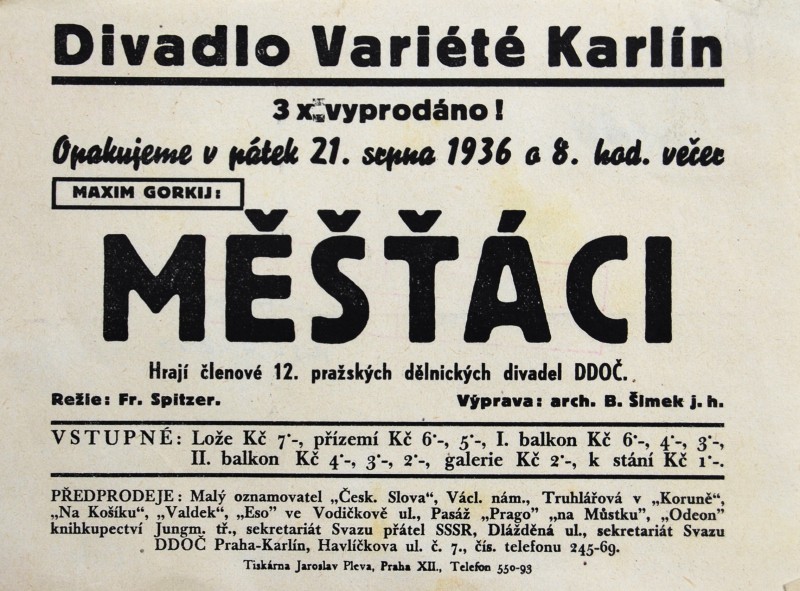 Divadlo Variété Karlín
3 x vyprodáno!
Opakujeme v pátek 21. srpna 1936 o 8. hod. večer
MAXIM GORKIJ:
MĚŠŤÁCI
Hrají členové 12. pražských dělnických divadel DDOČ.
Režie: Fr. Spitzer. Výprava: arch. B. Šimek j. h.
VSTUPNÉ: Lože Kč 7·-, přízemí Kč 6·-, 5·-, I. balkon Kč 6·-, 4·-, 3·-,
II. balkon Kč 4·-, 3·-, 2·-, galerie Kč 2·-, k stání Kč 1·-.
PŘEDPRODEJE: Malý oznamovatel „Česk. Slova“, Václ. nám., Truhlářová v „Koruně“,
„Na Košíku“, „Valdek“, „Eso” ve Vodičkově ul., Pasáž „Prago” „na Můstku”, „Odeon”
knihkupectví Jungm. tř., sekretariát Svazu přátel SSSR, Dlážděná ul., sekretariát Svazu
DDOČ Praha-Karlín, Havlíčkova ul. č. 7., čís. telefonu 245-69.
Tiskárna Jaroslav Pleva, Praha XII., Telefon 550-93